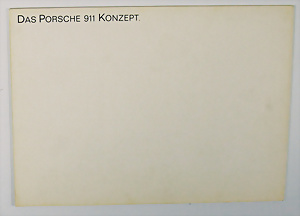 DAS PORSCHE 911 KONZEPT.